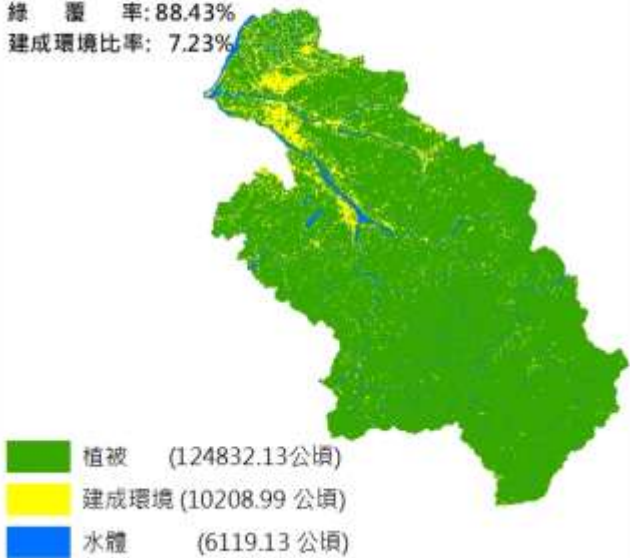 綠覆率:88.43%
建成環境比率: 7.23%
植被 (124832.13公頃)
建成環境 (10208.99 公頃)
水體 (6119.13 公頃)